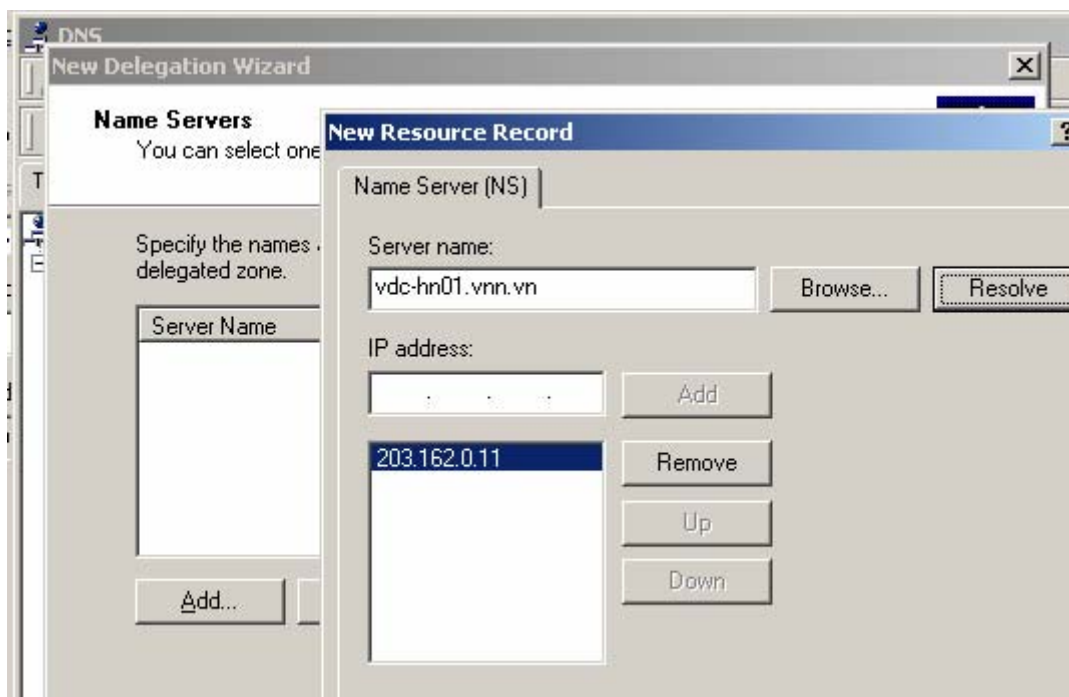 DNS
New Delegation Wizard
Name Servers
You can select one
New Resource Record
Name Server (NS)
Specify the names
delegated zone.
Server name:
vdc-hn01.vnn.vn
Browse...
Resolve
Server Name
IP address:
. . .
Add
203.162.0.11
Remove
Up
Down
Add...